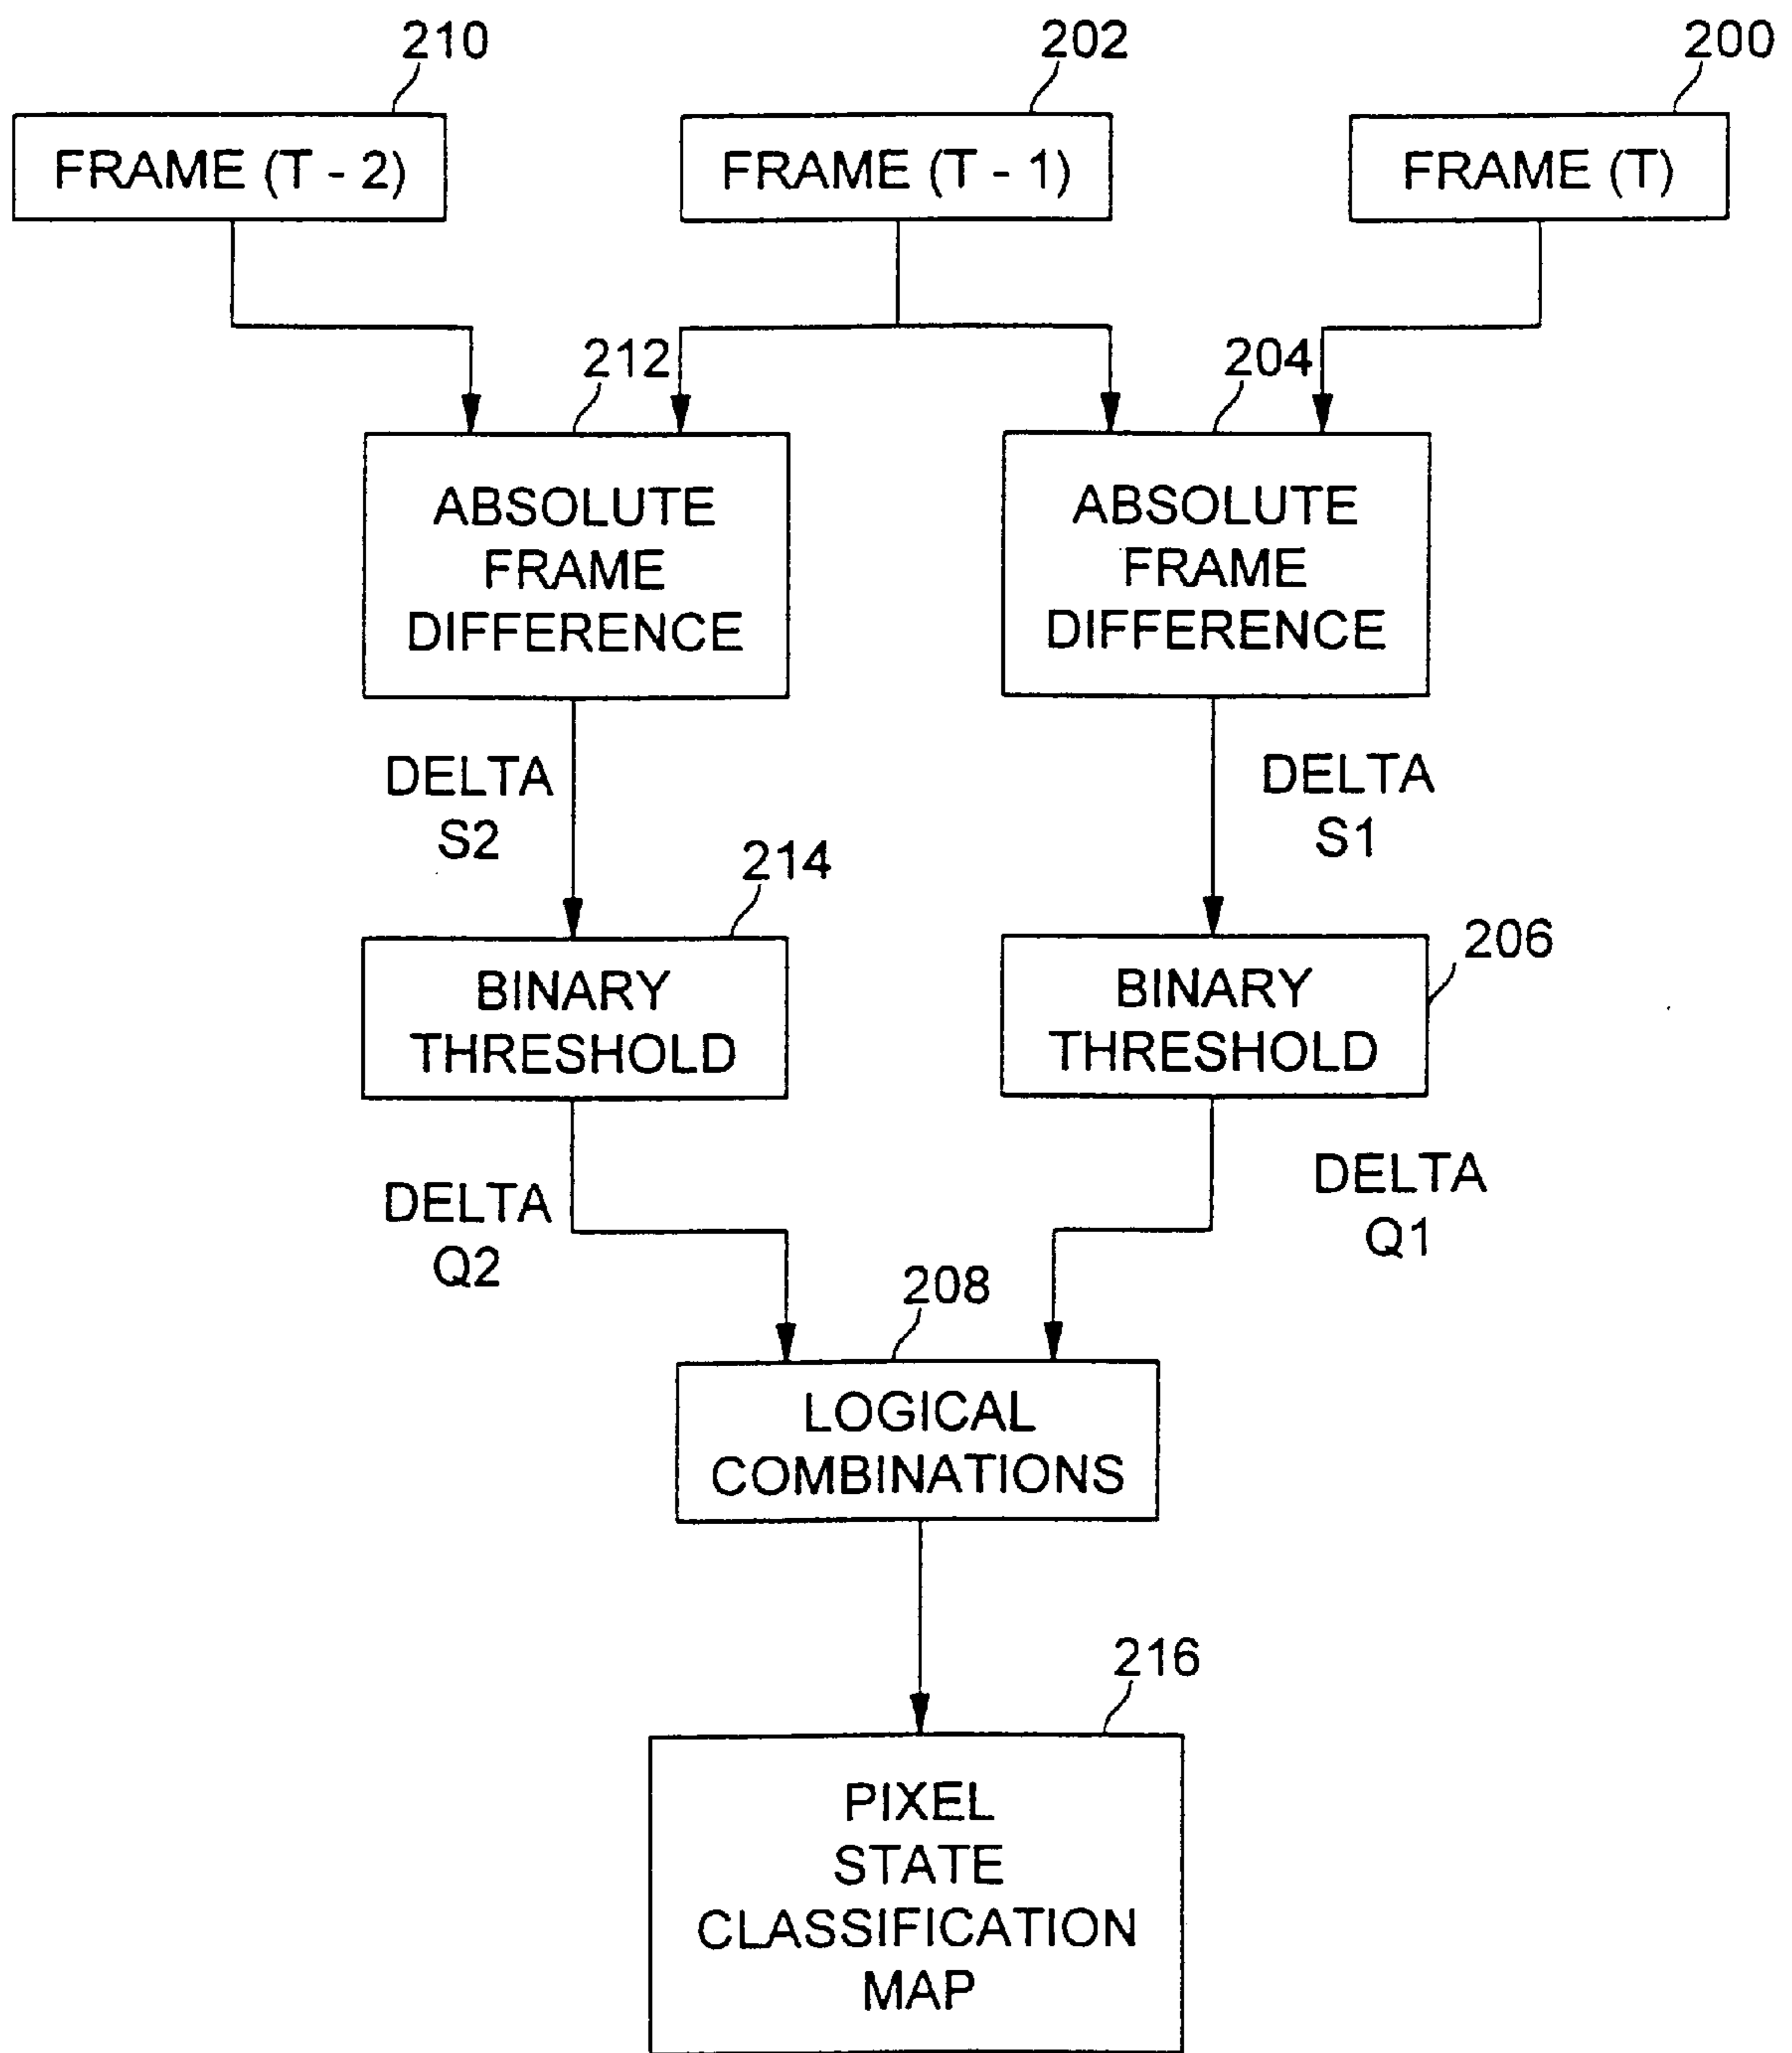 210
202
200
FRAME (T - 2)
FRAME (T - 1)
FRAME (T)
212
204
ABSOLUTE
FRAME
DIFFERENCE
ABSOLUTE
FRAME
DIFFERENCE
DELTA
S2
DELTA
S1
214
206
BINARY
THRESHOLD
BINARY
THRESHOLD
DELTA
Q2
DELTA
Q1
208
LOGICAL
COMBINATIONS
216
PIXEL
STATE
CLASSIFICATION
MAP